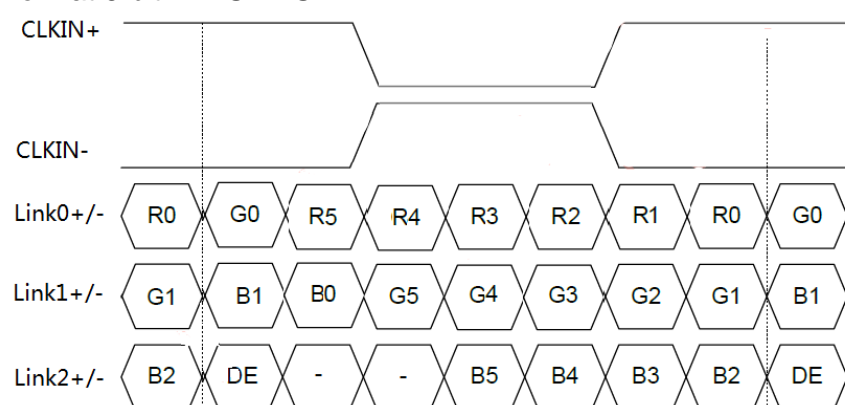 CLKIN+
CLKIN-
Link0+/- R0 G0 R5 R4 R3 R2 R1 R0 G0
Link1+/- G1 B1 B0 G5 G4 G3 G2 G1 B1
Link2+/- B2 DE - - B5 B4 B3 B2 DE